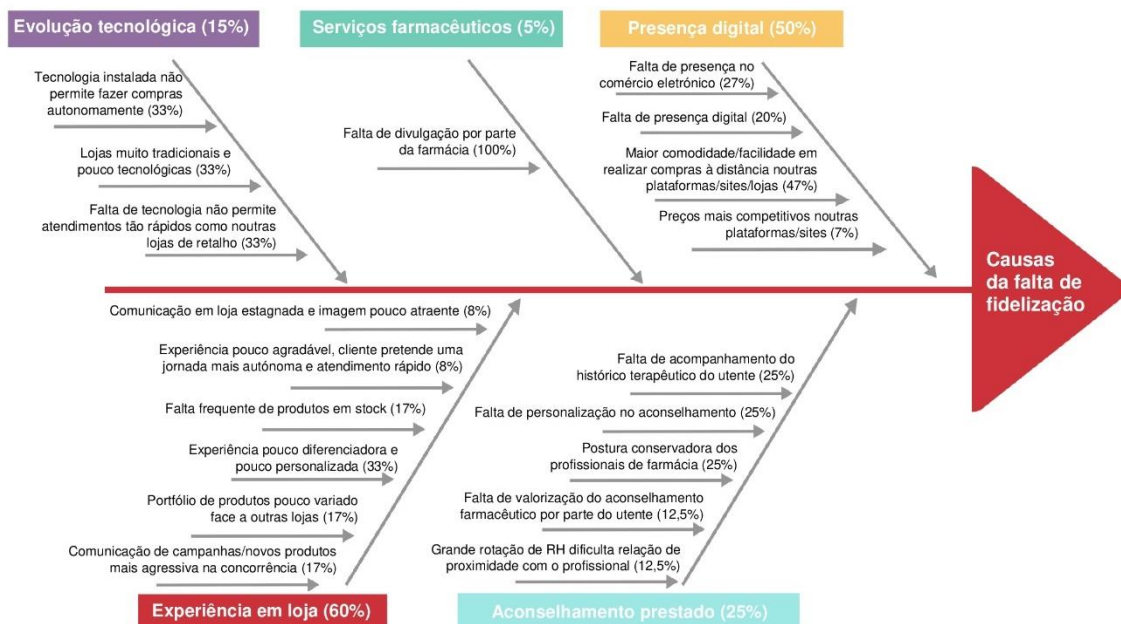 Evolução tecnológica (15%)
Serviços farmacêuticos (5%)
Presença digital (50%)
Tecnologia instalada não
permite fazer compras
autonomamente (33%)
Lojas muito tradicionais e
pouco tecnológicas (33%)
Falta de tecnologia não permite
atendimentos tão rápidos como noutras
lojas de retalho (33%)
Falta de divulgação por parte
da farmácia (100%)
Falta de presença no
comércio eletrónico (27%)
Falta de presença digital (20%)
Maior comodidade/facilidade em
realizar compras à distância noutras
plataformas/sites/lojas (47%)
Preços mais competitivos noutras
plataformas/sites (7%)
Causas
da falta de
fidelização
Comunicação em loja estagnada e imagem pouco atraente (8%)
Experiência pouco agradável, cliente pretende uma
jornada mais autónoma e atendimento rápido (8%)
Falta frequente de produtos em stock (17%)
Experiência pouco diferenciadora e
pouco personalizada (33%)
Portfólio de produtos pouco variado
face a outras lojas (17%)
Comunicação de campanhas/novos produtos
mais agressiva na concorrência (17%)
Falta de acompanhamento do
histórico terapêutico do utente (25%)
Falta de personalização no aconselhamento (25%)
Postura conservadora dos
profissionais de farmácia (25%)
Falta de valorização do aconselhamento
farmacêutico por parte do utente (12,5%)
Grande rotação de RH dificulta relação de
proximidade com o profissional (12,5%)
Experiência em loja (60%)
Aconselhamento prestado (25%)